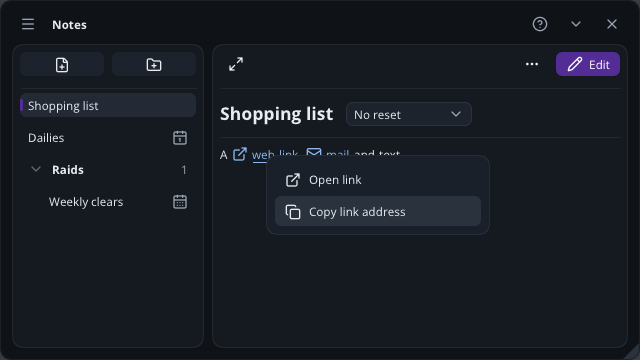 Notes
Edit
Shopping list
Dailies
Raids 1
Weekly clears
Shopping list No reset
A web link mail and text
Open link
Copy link address